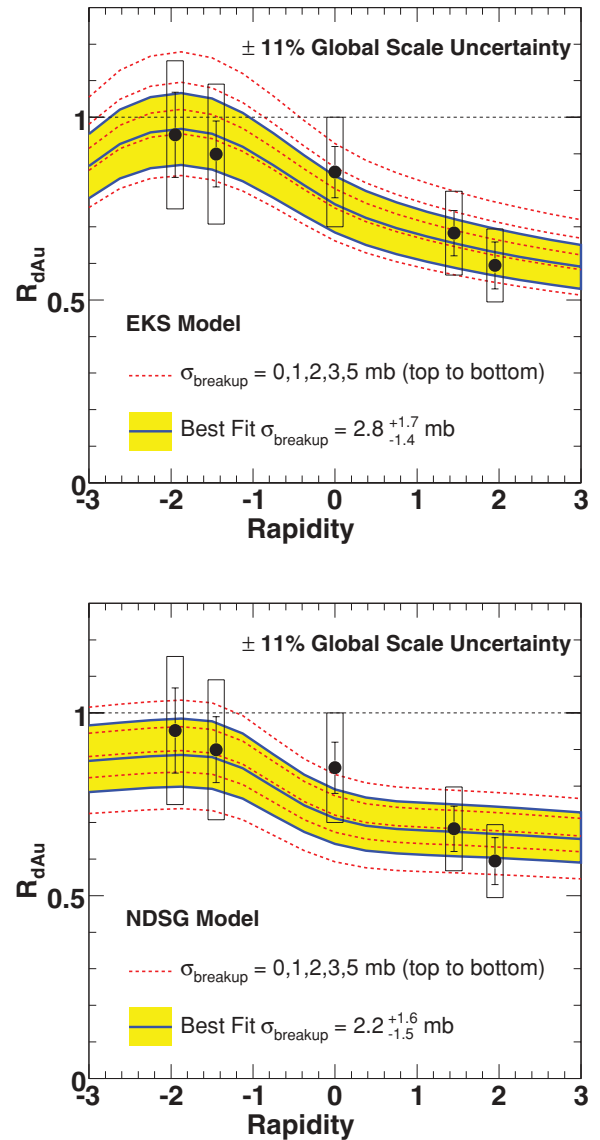 ± 11% Global Scale Uncertainty
1
0.5
0
R_dAu
EKS Model
σ_breakup = 0,1,2,3,5 mb (top to bottom)
Best Fit σ_breakup = 2.8 +1.7 -1.4 mb
-3 -2 -1 0 1 2 3
Rapidity
± 11% Global Scale Uncertainty
1
0.5
0
R_dAu
NDSG Model
σ_breakup = 0,1,2,3,5 mb (top to bottom)
Best Fit σ_breakup = 2.2 +1.6 -1.5 mb
-3 -2 -1 0 1 2 3
Rapidity